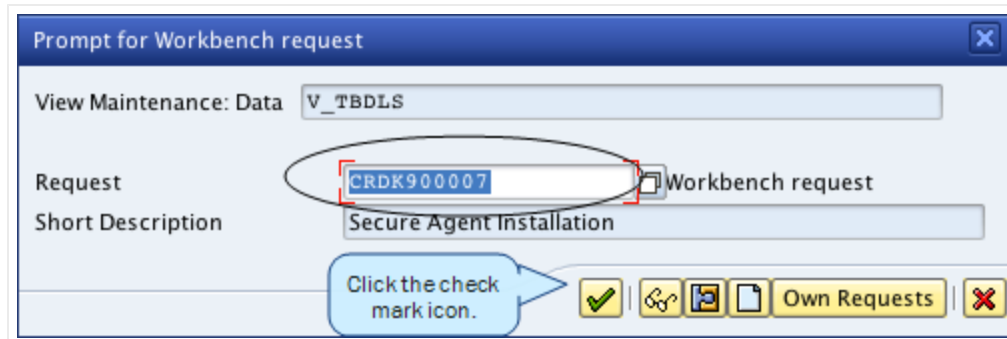 Prompt for Workbench request
View Maintenance: Data V_TBDLS
Request CRDK900007 Workbench request
Short Description Secure Agent Installation
Click the check
mark icon.
Own Requests